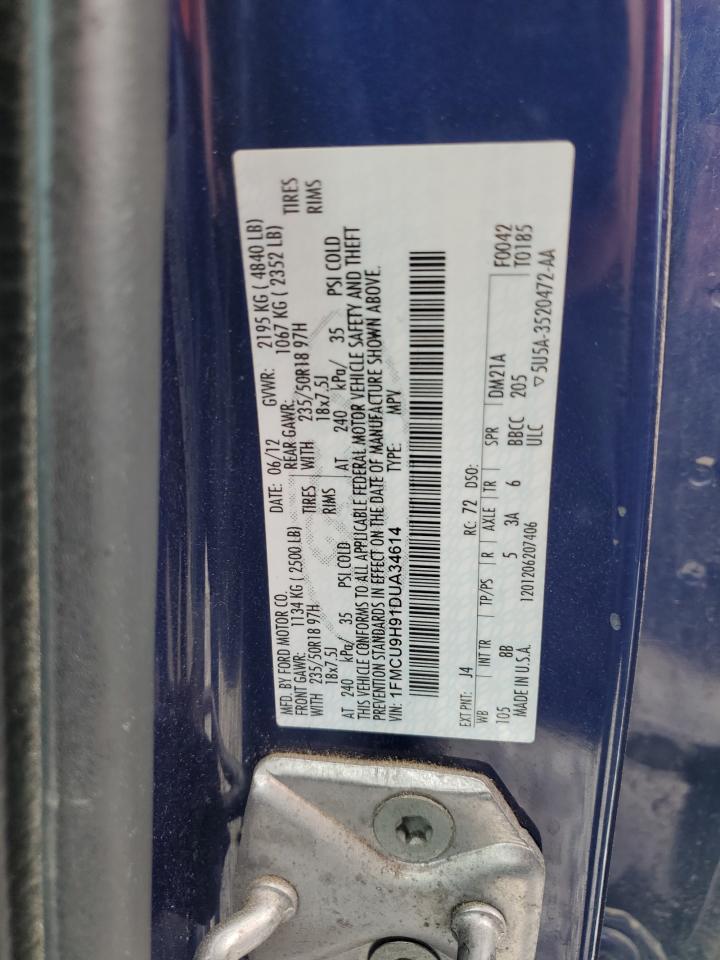 MFD. BY FORD MOTOR CO. DATE: 06/12 GVWR: 2195 KG ( 4840 LB)
FRONT GAWR: 1134 KG ( 2500 LB) REAR GAWR: 1067 KG ( 2352 LB)
WITH 235/50R18 97H TIRES WITH 235/50R18 97H TIRES
18x7.5J RIMS 18x7.5J RIMS
AT 240 kPa/ 35 PSI COLD AT 240 kPa/ 35 PSI COLD
THIS VEHICLE CONFORMS TO ALL APPLICABLE FEDERAL MOTOR VEHICLE SAFETY AND THEFT
PREVENTION STANDARDS IN EFFECT ON THE DATE OF MANUFACTURE SHOWN ABOVE.
VIN: 1FMCU9H91DUA34614 TYPE: MPV
EXT PNT: J4 RC: 72 DSO: F0042
WB INT TR TP/PS R AXLE TR SPR DM21A T0185
105 8B 5 3A 6 BBCC 205
MADE IN U.S.A. 1201206207406 ULC ▽5U5A-3520472-AA